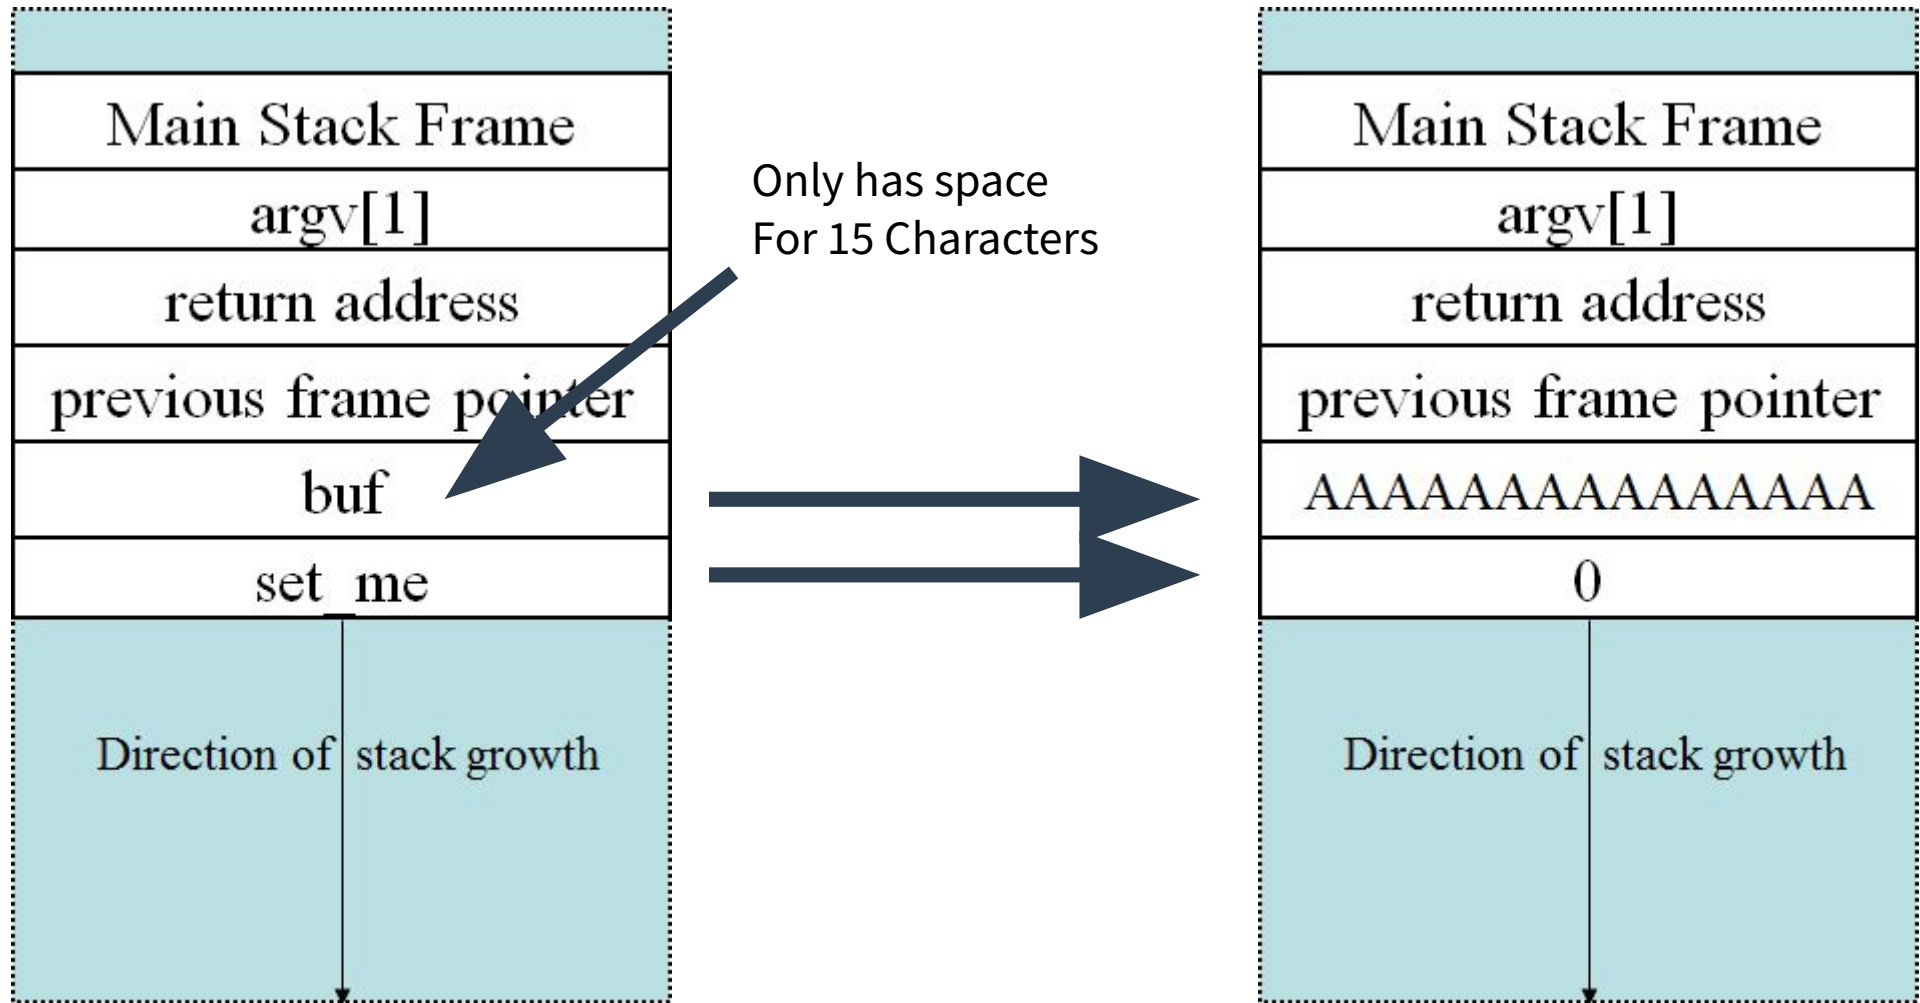 Main Stack Frame
argv[1]
return address
previous frame pointer
buf
set_me
Direction of stack growth
Only has space
For 15 Characters
Main Stack Frame
argv[1]
return address
previous frame pointer
AAAAAAAAAAAAAAA
0
Direction of stack growth